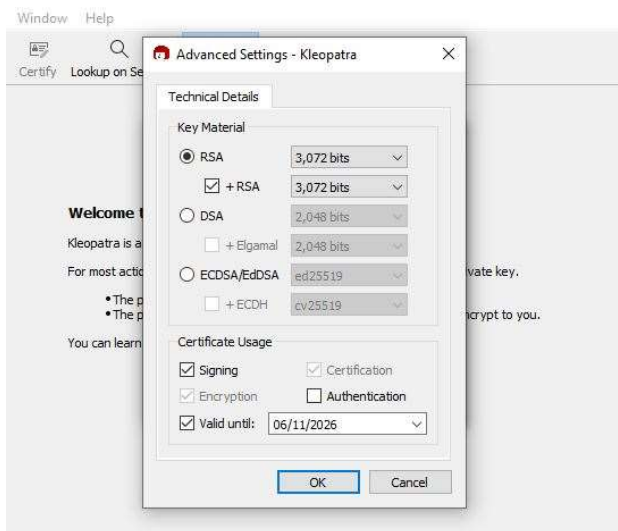 Window Help
Certify Lookup on Se
Advanced Settings - Kleopatra
Technical Details
Key Material
RSA 3,072 bits
+ RSA 3,072 bits
DSA 2,048 bits
+ Elgamal 2,048 bits
ECDSA/EdDSA ed25519
+ ECDH cv25519
Certificate Usage
Signing Certification
Encryption Authentication
Valid until: 06/11/2026
OK Cancel
Welcome
Kleopatra is a
For most actio vate key.
•The p
•The p ncrypt to you.
You can learn